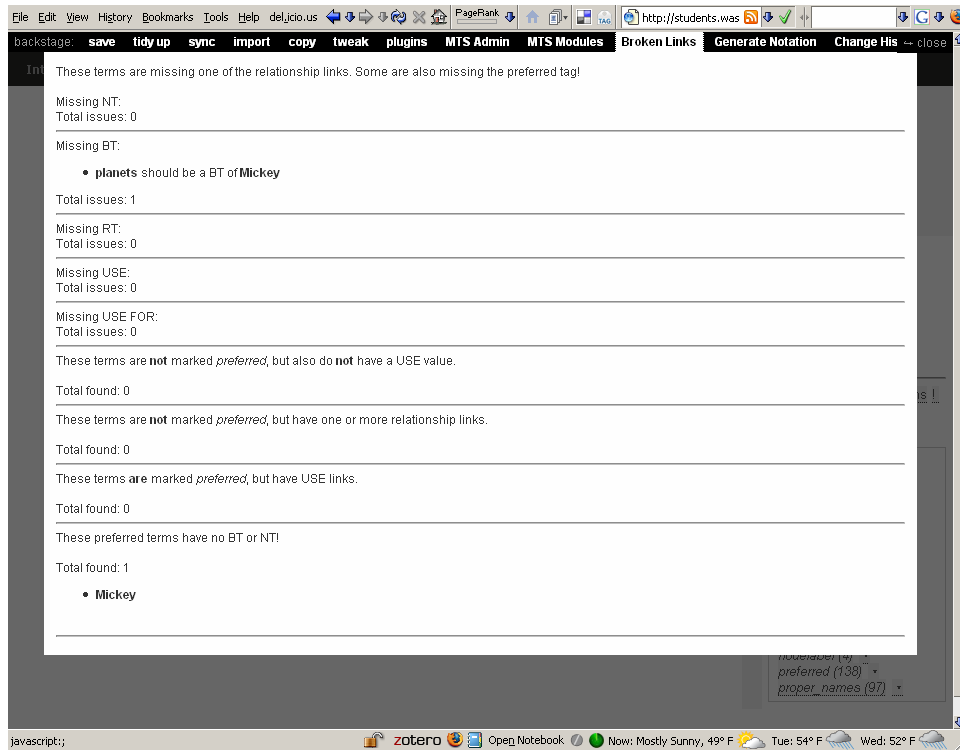 File Edit View History Bookmarks Tools Help del.icio.us PageRank TAG http://students.was G
backstage: save tidy up sync import copy tweak plugins MTS Admin MTS Modules Broken Links Generate Notation Change His close
Int
These terms are missing one of the relationship links. Some are also missing the preferred tag!
Missing NT:
Total issues: 0
Missing BT:
• planets should be a BT of Mickey
Total issues: 1
Missing RT:
Total issues: 0
Missing USE:
Total issues: 0
Missing USE FOR:
Total issues: 0
These terms are not marked preferred, but also do not have a USE value.
Total found: 0
These terms are not marked preferred, but have one or more relationship links.
Total found: 0
These terms are marked preferred, but have USE links.
Total found: 0
These preferred terms have no BT or NT!
Total found: 1
• Mickey
nodelabel (4)
preferred (138)
proper_names (97)
javascript:; zotero Open Notebook Now: Mostly Sunny, 49° F Tue: 54° F Wed: 52° F